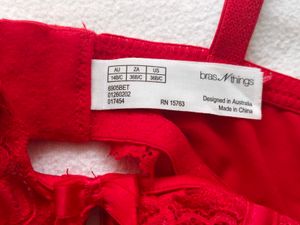 AU ZA US
14B/C 36B/C 36B/C
6905BET
01260202
017454
RN 15763
bras N things
Designed in Australia
Made in China